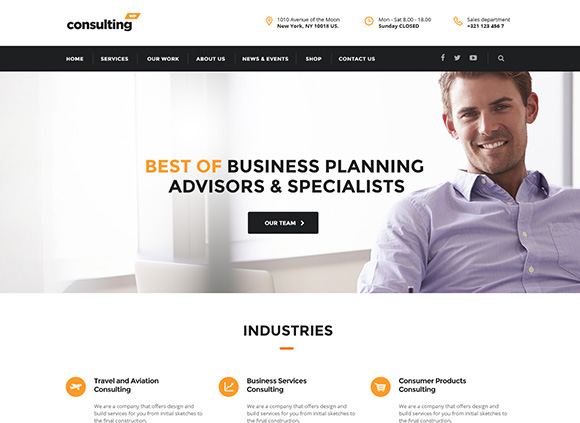 consulting
1010 Avenue of the Moon
New York, NY 10018 US.
Mon - Sat 8.00 - 18.00
Sunday CLOSED
Sales department
+321 123 456 7
HOME SERVICES OUR WORK ABOUT US NEWS & EVENTS SHOP CONTACT US
BEST OF BUSINESS PLANNING
ADVISORS & SPECIALISTS
OUR TEAM
INDUSTRIES
Travel and Aviation
Consulting
We are a company that offers design and
build services for you from initial sketches to
the final construction.
Business Services
Consulting
We are a company that offers design and
build services for you from initial sketches to
the final construction.
Consumer Products
Consulting
We are a company that offers design and
build services for you from initial sketches to
the final construction.